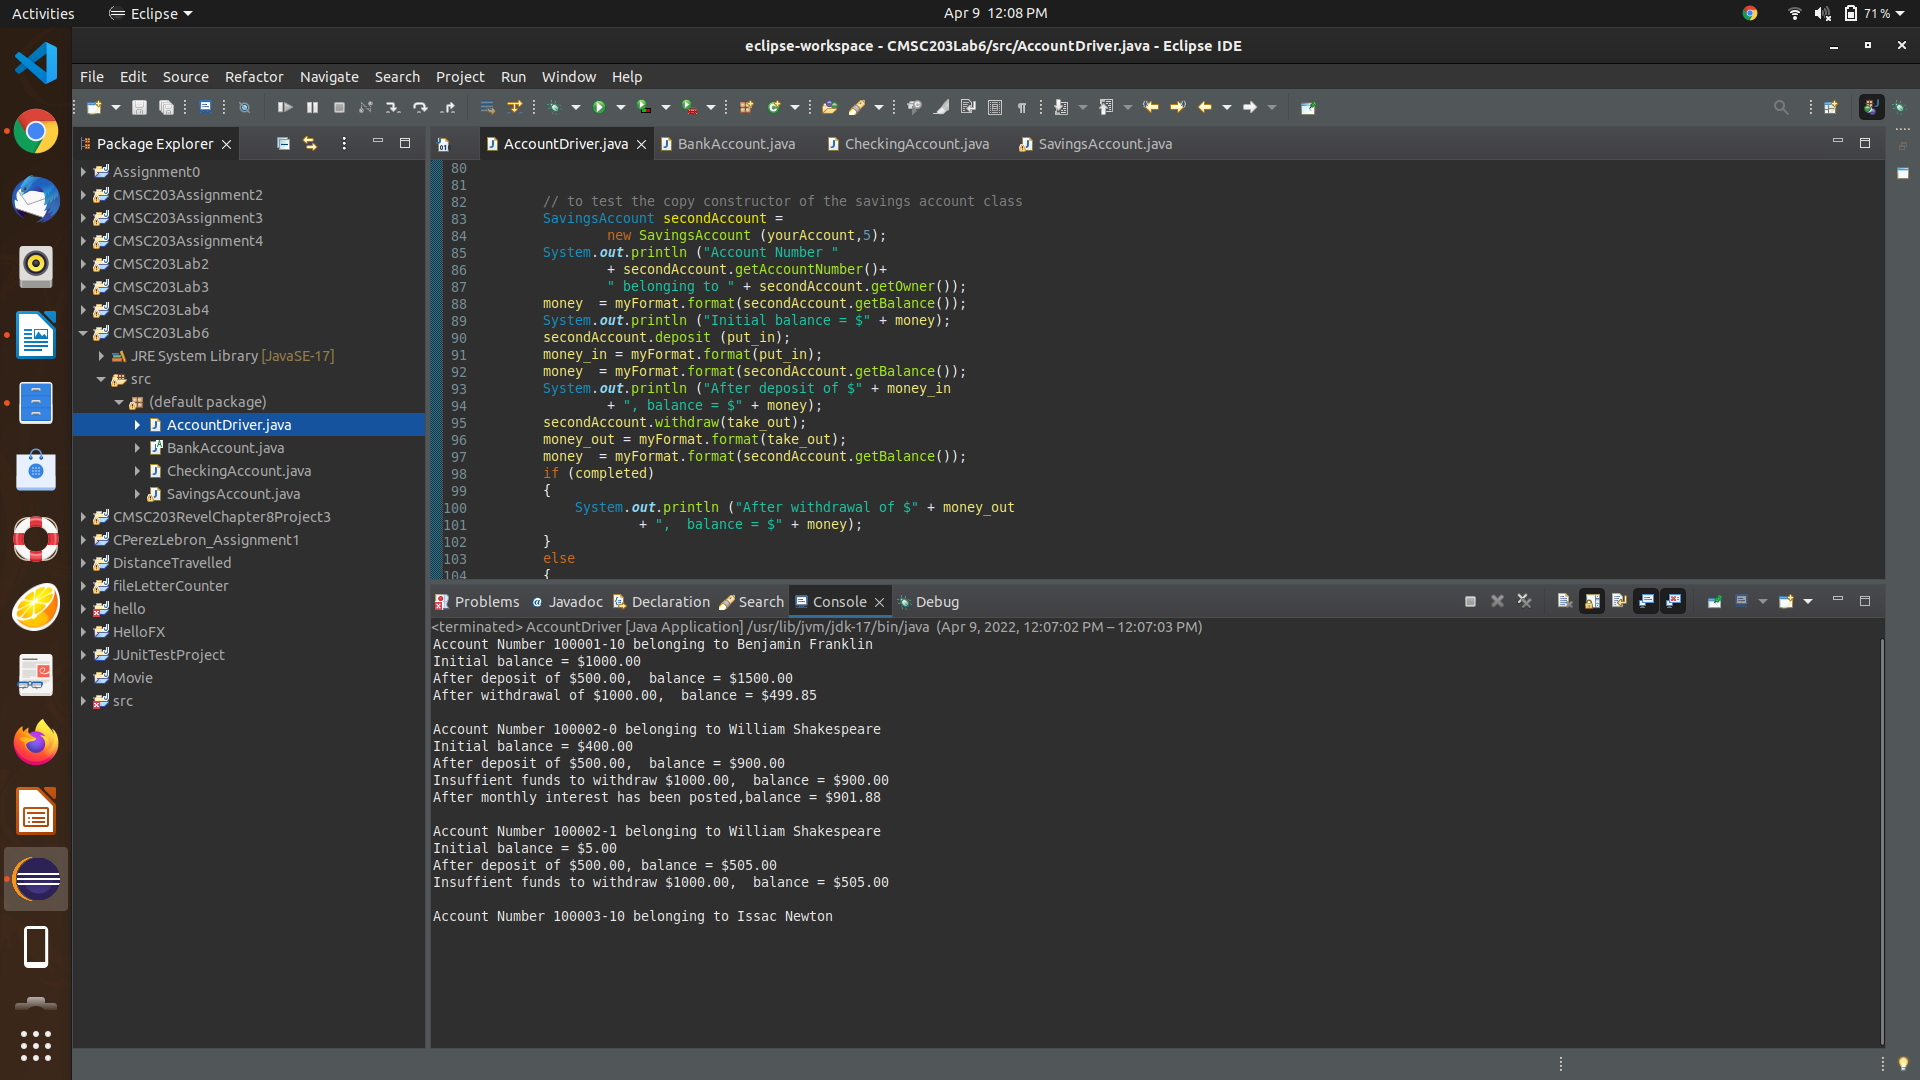 Activities Eclipse Apr 9 12:08 PM 71%
eclipse-workspace - CMSC203Lab6/src/AccountDriver.java - Eclipse IDE
File Edit Source Refactor Navigate Search Project Run Window Help
Package Explorer
Assignment0
CMSC203Assignment2
CMSC203Assignment3
CMSC203Assignment4
CMSC203Lab2
CMSC203Lab3
CMSC203Lab4
CMSC203Lab6
JRE System Library [JavaSE-17]
src
(default package)
AccountDriver.java
BankAccount.java
CheckingAccount.java
SavingsAccount.java
CMSC203RevelChapter8Project3
CPerezLebron_Assignment1
DistanceTravelled
fileLetterCounter
hello
HelloFX
JUnitTestProject
Movie
src
AccountDriver.java BankAccount.java CheckingAccount.java SavingsAccount.java
80
81
82 // to test the copy constructor of the savings account class
83 SavingsAccount secondAccount =
84 new SavingsAccount (yourAccount,5);
85 System.out.println ("Account Number "
86 + secondAccount.getAccountNumber()+
87 " belonging to " + secondAccount.getOwner());
88 money  = myFormat.format(secondAccount.getBalance());
89 System.out.println ("Initial balance = $" + money);
90 secondAccount.deposit (put_in);
91 money_in = myFormat.format(put_in);
92 money  = myFormat.format(secondAccount.getBalance());
93 System.out.println ("After deposit of $" + money_in
94 + ", balance = $" + money);
95 secondAccount.withdraw(take_out);
96 money_out = myFormat.format(take_out);
97 money  = myFormat.format(secondAccount.getBalance());
98 if (completed)
99 {
100 System.out.println ("After withdrawal of $" + money_out
101 + ",  balance = $" + money);
102 }
103 else
104 {
Problems Javadoc Declaration Search Console Debug
<terminated> AccountDriver [Java Application] /usr/lib/jvm/jdk-17/bin/java (Apr 9, 2022, 12:07:02 PM – 12:07:03 PM)
Account Number 100001-10 belonging to Benjamin Franklin
Initial balance = $1000.00
After deposit of $500.00,  balance = $1500.00
After withdrawal of $1000.00,  balance = $499.85
Account Number 100002-0 belonging to William Shakespeare
Initial balance = $400.00
After deposit of $500.00,  balance = $900.00
Insuffient funds to withdraw $1000.00,  balance = $900.00
After monthly interest has been posted,balance = $901.88
Account Number 100002-1 belonging to William Shakespeare
Initial balance = $5.00
After deposit of $500.00, balance = $505.00
Insuffient funds to withdraw $1000.00,  balance = $505.00
Account Number 100003-10 belonging to Issac Newton